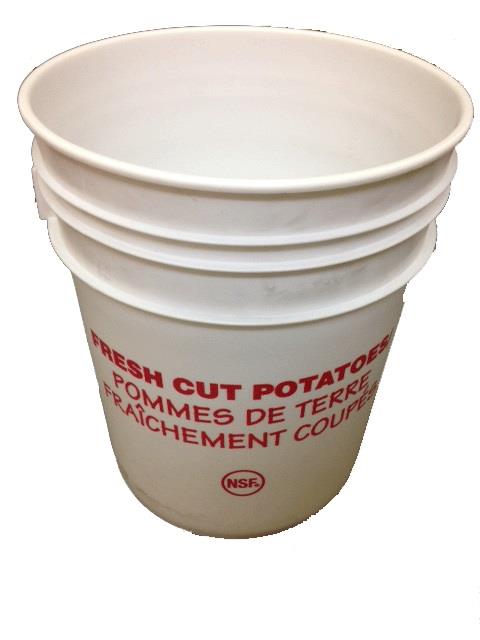 FRESH CUT POTATOES/
POMMES DE TERRE
FRAÎCHEMENT COUPÉES
NSF®